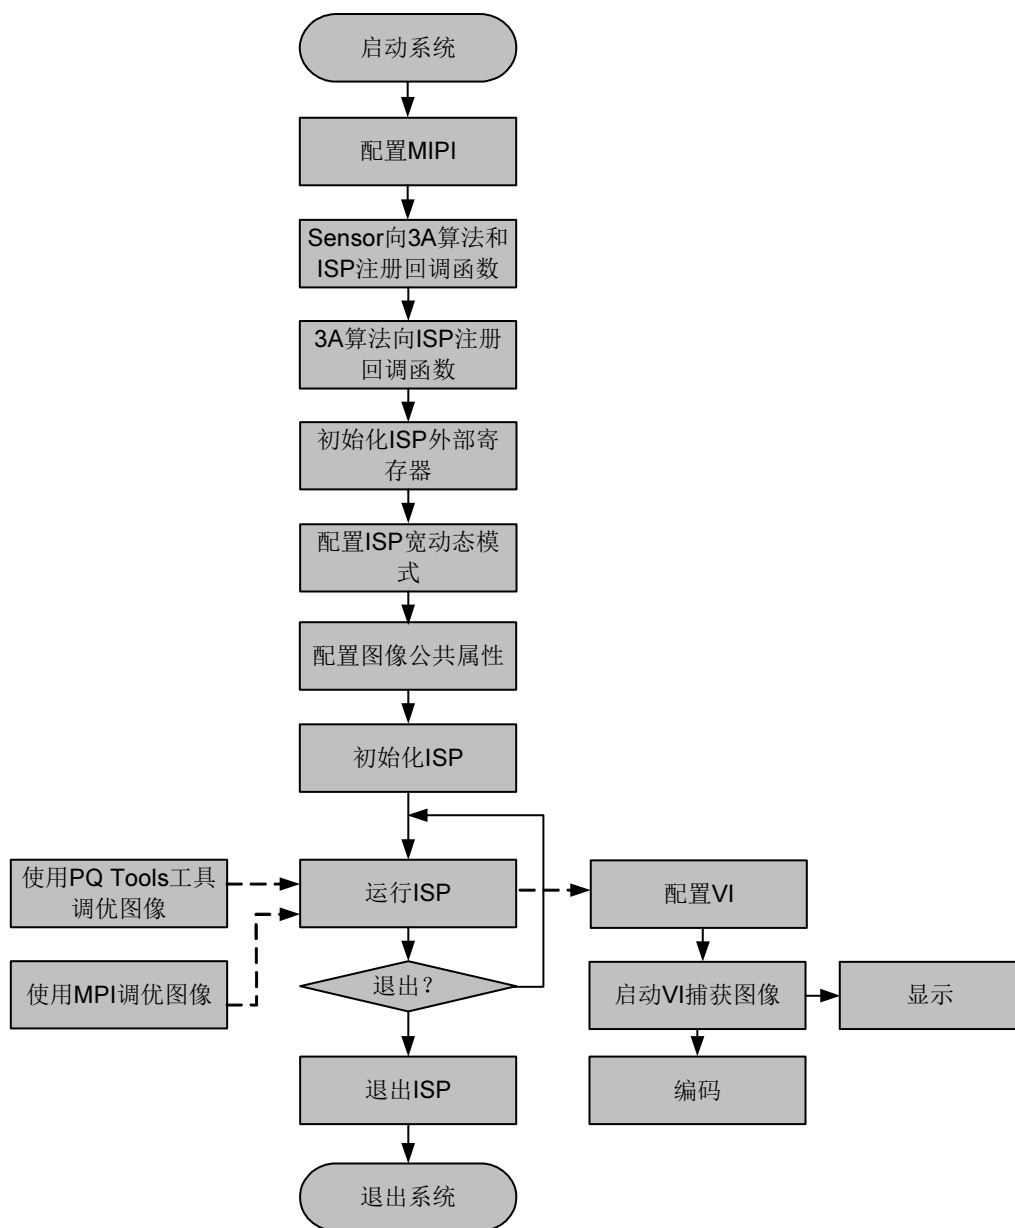 启动系统
配置MIPI
Sensor向3A算法和
ISP注册回调函数
3A算法向ISP注册
回调函数
初始化ISP外部寄
存器
配置ISP宽动态模
式
配置图像公共属性
初始化ISP
使用PQ Tools工具
调优图像
运行ISP
配置VI
使用MPI调优图像
退出？
启动VI捕获图像
显示
退出ISP
编码
退出系统